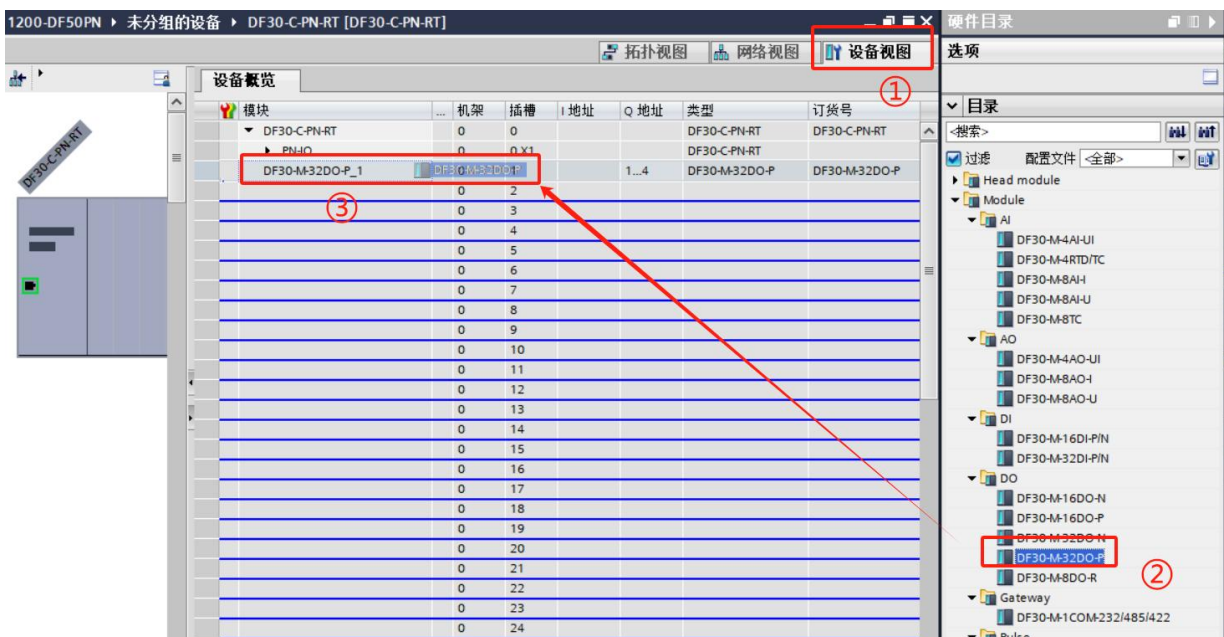 1200-DF50PN ▸ 未分组的设备 ▸ DF30-C-PN-RT [DF30-C-PN-RT]
硬件目录
拓扑视图 网络视图 设备视图
选项
①
设备概览
模块 ... 机架 插槽 I 地址 Q 地址 类型 订货号
DF30-C-PN-RT 0 0 DF30-C-PN-RT DF30-C-PN-RT
PN-IO 0 0 X1 DF30-C-PN-RT
DF30-M-32DO-P_1 DF30-M-32DO-P 0 1 1...4 DF30-M-32DO-P DF30-M-32DO-P
③
0 2
0 3
0 4
0 5
0 6
0 7
0 8
0 9
0 10
0 11
0 12
0 13
0 14
0 15
0 16
0 17
0 18
0 19
0 20
0 21
0 22
0 23
0 24
DF30-C-PN-RT
目录
<搜索>
过滤 配置文件 <全部>
Head module
Module
AI
DF30-M-4AI-UI
DF30-M-4RTD/TC
DF30-M-8AI-I
DF30-M-8AI-U
DF30-M-8TC
AO
DF30-M-4AO-UI
DF30-M-8AO-I
DF30-M-8AO-U
DI
DF30-M-16DI-P/N
DF30-M-32DI-P/N
DO
DF30-M-16DO-N
DF30-M-16DO-P
DF30-M-32DO-N
DF30-M-32DO-P
②
DF30-M-8DO-R
Gateway
DF30-M-1COM-232/485/422
Pulse